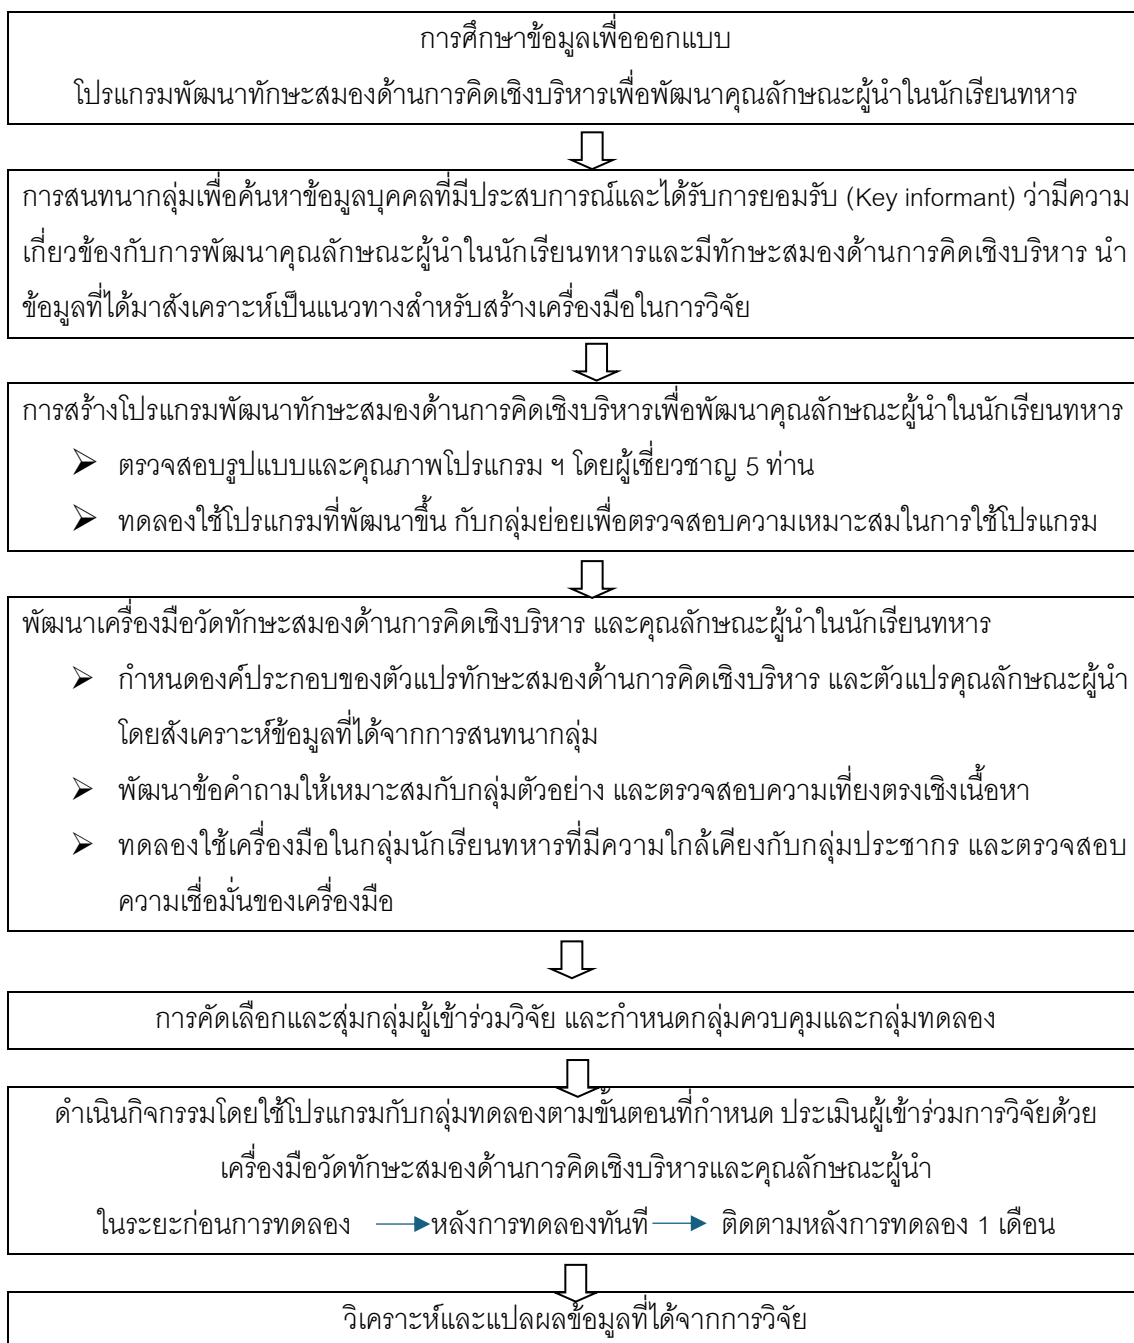 การศึกษาข้อมูลเพื่อออกแบบ
โปรแกรมพัฒนาทักษะสมองด้านการคิดเชิงบริหารเพื่อพัฒนาคุณลักษณะผู้นำในนักเรียนทหาร
การสนทนากลุ่มเพื่อค้นหาข้อมูลบุคคลที่มีประสบการณ์และได้รับการยอมรับ (Key informant) ว่ามีความ
เกี่ยวข้องกับการพัฒนาคุณลักษณะผู้นำในนักเรียนทหารและมีทักษะสมองด้านการคิดเชิงบริหาร นำ
ข้อมูลที่ได้มาสังเคราะห์เป็นแนวทางสำหรับสร้างเครื่องมือในการวิจัย
การสร้างโปรแกรมพัฒนาทักษะสมองด้านการคิดเชิงบริหารเพื่อพัฒนาคุณลักษณะผู้นำในนักเรียนทหาร
➢ ตรวจสอบรูปแบบและคุณภาพโปรแกรม ฯ โดยผู้เชี่ยวชาญ 5 ท่าน
➢ ทดลองใช้โปรแกรมที่พัฒนาขึ้น กับกลุ่มย่อยเพื่อตรวจสอบความเหมาะสมในการใช้โปรแกรม
พัฒนาเครื่องมือวัดทักษะสมองด้านการคิดเชิงบริหาร และคุณลักษณะผู้นำในนักเรียนทหาร
➢ กำหนดองค์ประกอบของตัวแปรทักษะสมองด้านการคิดเชิงบริหาร และตัวแปรคุณลักษณะผู้นำ
โดยสังเคราะห์ข้อมูลที่ได้จากการสนทนากลุ่ม
➢ พัฒนาข้อคำถามให้เหมาะสมกับกลุ่มตัวอย่าง และตรวจสอบความเที่ยงตรงเชิงเนื้อหา
➢ ทดลองใช้เครื่องมือในกลุ่มนักเรียนทหารที่มีความใกล้เคียงกับกลุ่มประชากร และตรวจสอบ
ความเชื่อมั่นของเครื่องมือ
การคัดเลือกและสุ่มกลุ่มผู้เข้าร่วมวิจัย และกำหนดกลุ่มควบคุมและกลุ่มทดลอง
ดำเนินกิจกรรมโดยใช้โปรแกรมกับกลุ่มทดลองตามขั้นตอนที่กำหนด ประเมินผู้เข้าร่วมการวิจัยด้วย
เครื่องมือวัดทักษะสมองด้านการคิดเชิงบริหารและคุณลักษณะผู้นำ
ในระยะก่อนการทดลอง → หลังการทดลองทันที → ติดตามหลังการทดลอง 1 เดือน
วิเคราะห์และแปลผลข้อมูลที่ได้จากการวิจัย